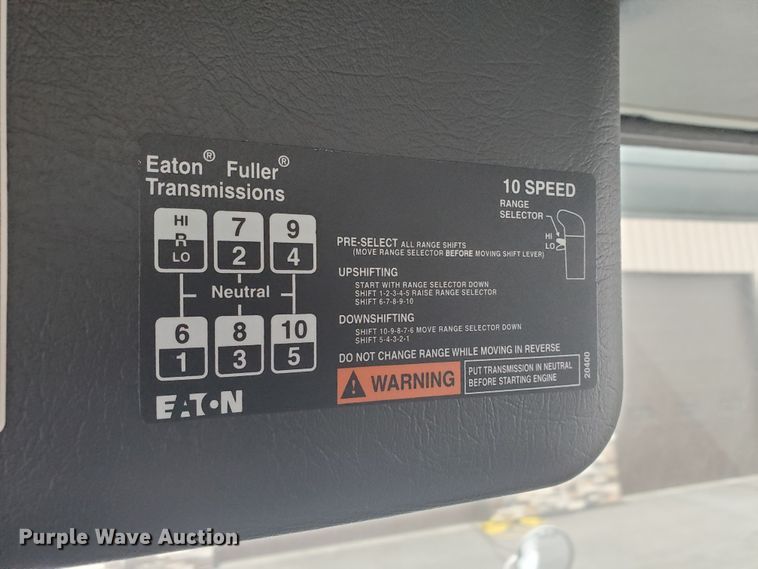 Eaton® Fuller®
Transmissions
10 SPEED
RANGE
SELECTOR
HI
LO
HI 7 9
R
LO 2 4
Neutral
6 8 10
1 3 5
PRE-SELECT ALL RANGE SHIFTS
(MOVE RANGE SELECTOR BEFORE MOVING SHIFT LEVER)
UPSHIFTING
START WITH RANGE SELECTOR DOWN
SHIFT 1-2-3-4-5 RAISE RANGE SELECTOR
SHIFT 6-7-8-9-10
DOWNSHIFTING
SHIFT 10-9-8-7-6 MOVE RANGE SELECTOR DOWN
SHIFT 5-4-3-2-1
DO NOT CHANGE RANGE WHILE MOVING IN REVERSE
WARNING
PUT TRANSMISSION IN NEUTRAL
BEFORE STARTING ENGINE
20400
EATON
Purple Wave Auction